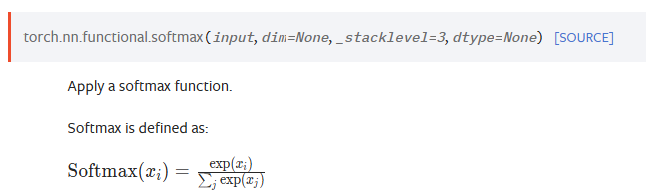 torch.nn.functional.softmax(input, dim=None, _stacklevel=3, dtype=None) [SOURCE]
Apply a softmax function.
Softmax is defined as:
Softmax(x_i) = exp(x_i) / ∑_j exp(x_j)